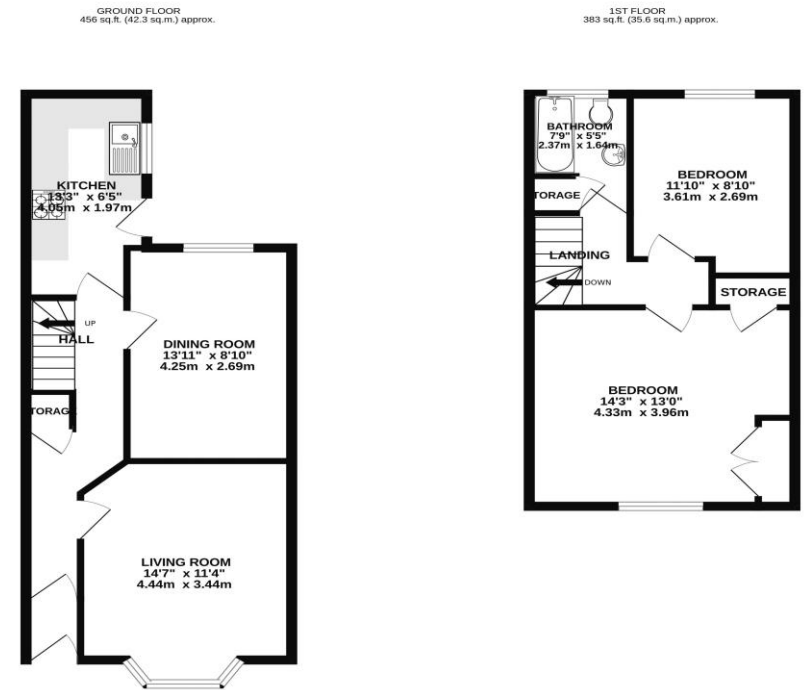 GROUND FLOOR
456 sq.ft. (42.3 sq.m.) approx.
KITCHEN
13'3" x 6'5"
4.05m x 1.97m
UP
HALL
TORAGE
DINING ROOM
13'11" x 8'10"
4.25m x 2.69m
LIVING ROOM
14'7" x 11'4"
4.44m x 3.44m
1ST FLOOR
383 sq.ft. (35.6 sq.m.) approx.
BATHROOM
7'9" x 5'5"
2.37m x 1.64m
TORAGE
BEDROOM
11'10" x 8'10"
3.61m x 2.69m
LANDING
DOWN
STORAGE
BEDROOM
14'3" x 13'0"
4.33m x 3.96m